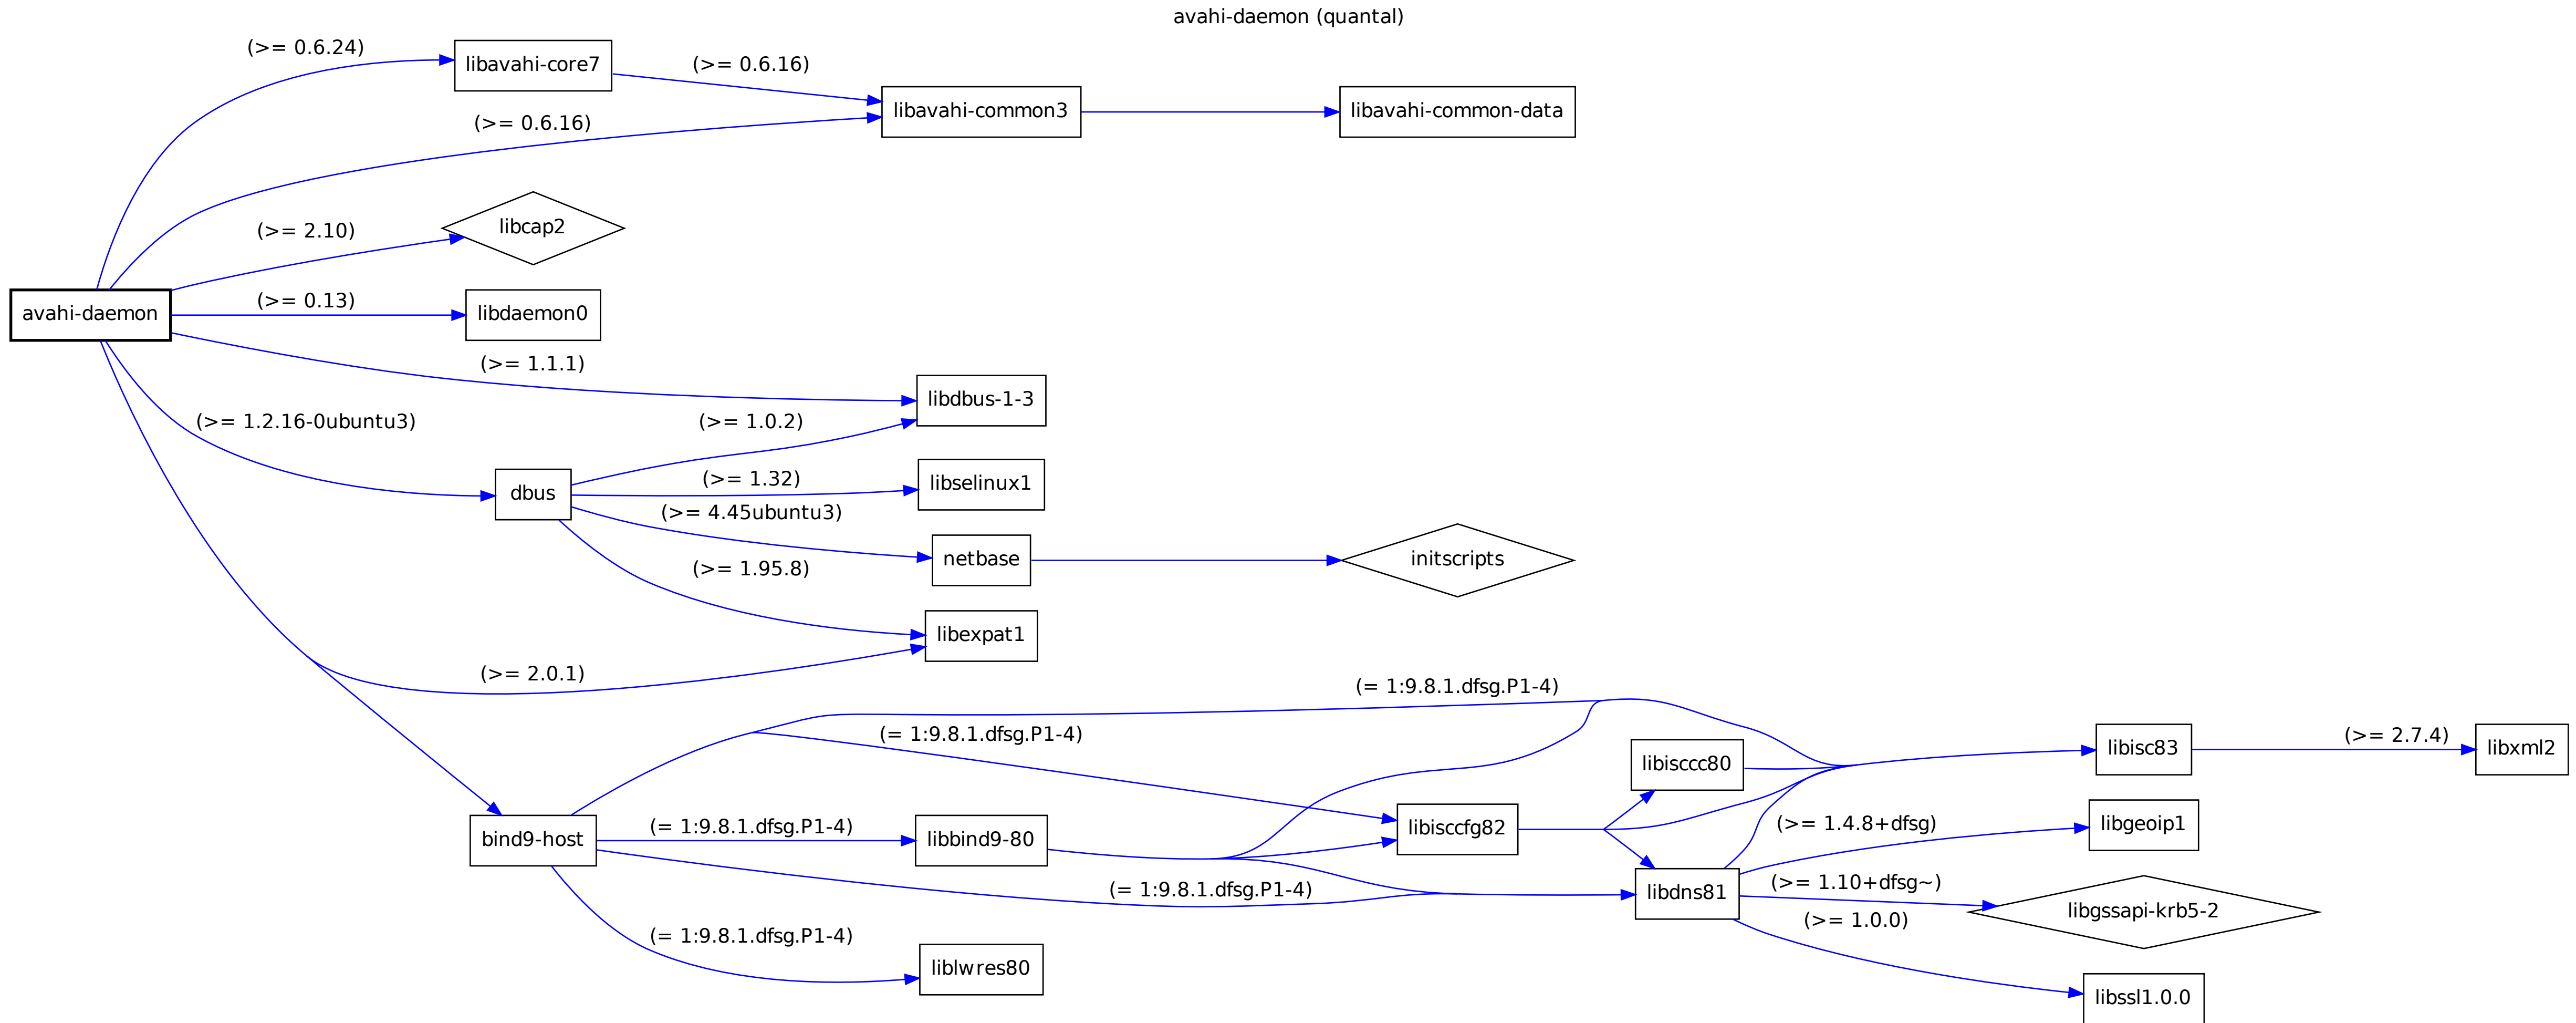 avahi-daemon (quantal)
(>= 0.6.24)
libavahi-core7
(>= 0.6.16)
libavahi-common3
libavahi-common-data
(>= 0.6.16)
libcap2
(>= 2.10)
avahi-daemon
(>= 0.13)
libdaemon0
(>= 1.1.1)
libdbus-1-3
(>= 1.2.16-0ubuntu3)
(>= 1.0.2)
dbus
(>= 1.32)
libselinux1
(>= 4.45ubuntu3)
netbase
initscripts
(>= 1.95.8)
libexpat1
(>= 2.0.1)
(= 1:9.8.1.dfsg.P1-4)
(= 1:9.8.1.dfsg.P1-4)
libisccc80
libisc83
(>= 2.7.4)
libxml2
bind9-host
(= 1:9.8.1.dfsg.P1-4)
libbind9-80
libisccfg82
(>= 1.4.8+dfsg)
libgeoip1
(= 1:9.8.1.dfsg.P1-4)
libdns81
(>= 1.10+dfsg~)
libgssapi-krb5-2
(>= 1.0.0)
(= 1:9.8.1.dfsg.P1-4)
liblwres80
libssl1.0.0